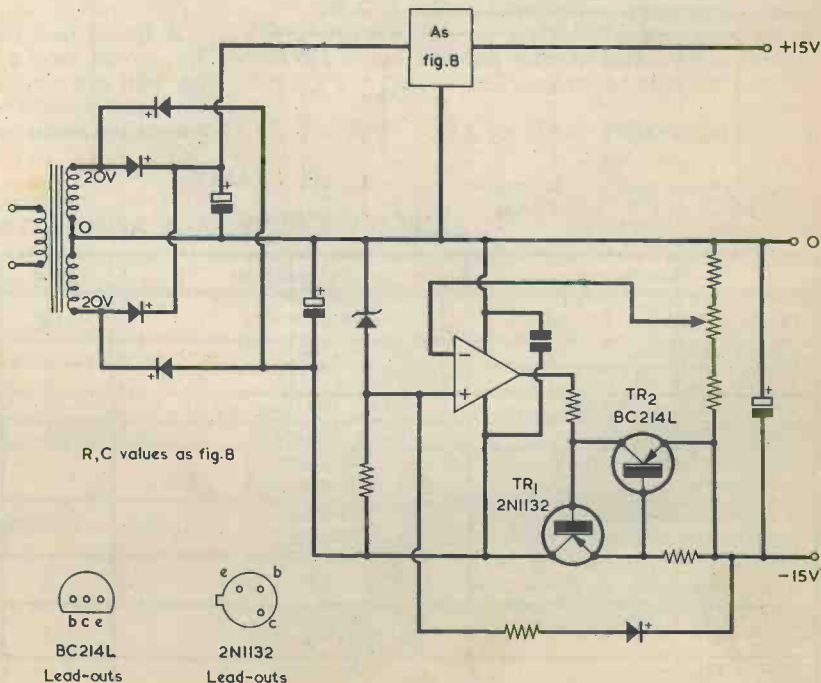 As
fig.8
+15V
+
+
20V
+
O
+
20V
+
+
O
+
−
+
TR2
BC214L
TR1
2N1132
R,C values as fig.8
−15V
+
e
b
c
b c e
BC214L
Lead-outs
2N1132
Lead-outs